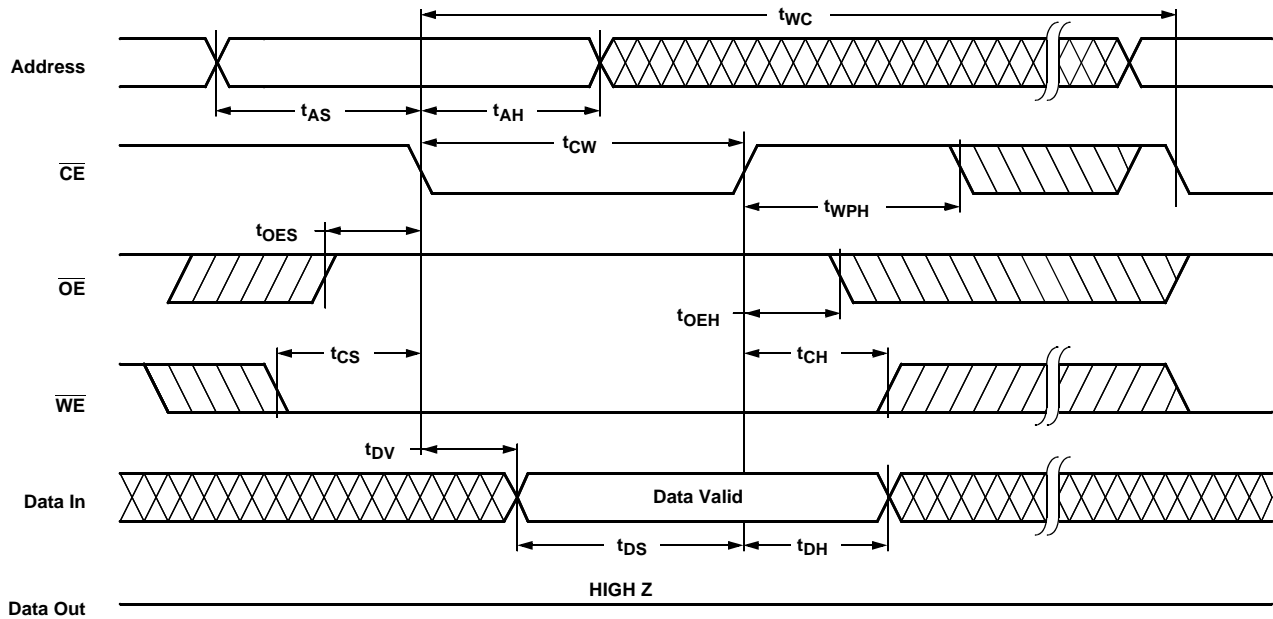 tWC
Address
tAS
tAH
tCW
CE
tWPH
tOES
OE
tOEH
tCS
tCH
WE
tDV
Data In
Data Valid
tDS
tDH
HIGH Z
Data Out